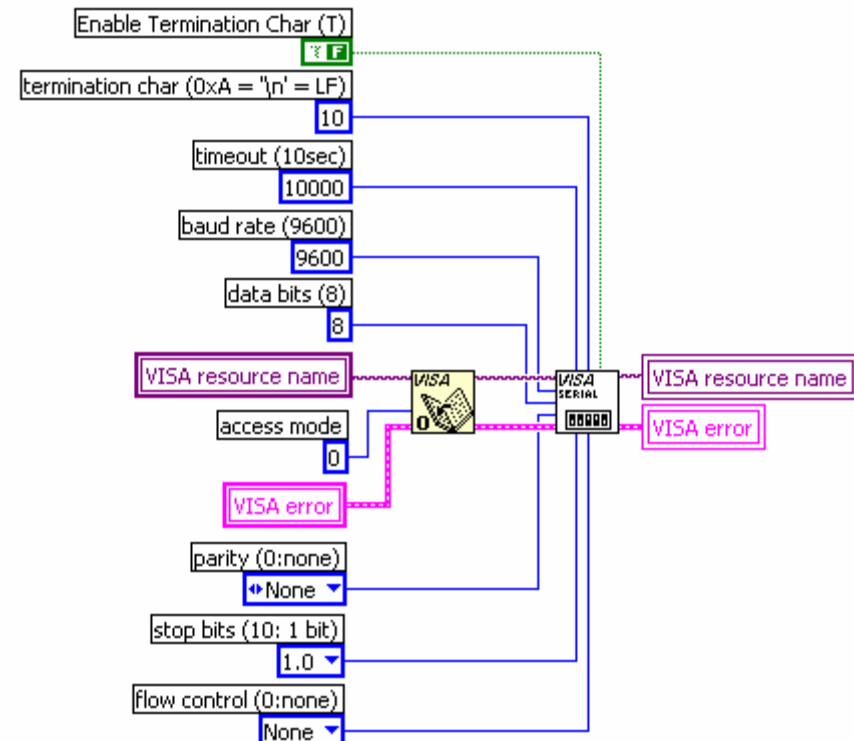 Enable Termination Char (T)
F
termination char (0xA = '\n' = LF)
10
timeout (10sec)
10000
baud rate (9600)
9600
data bits (8)
8
VISA resource name
VISA
VISA
SERIAL
VISA resource name
access mode
0
VISA error
VISA error
parity (0:none)
None
stop bits (10: 1 bit)
1.0
flow control (0:none)
None